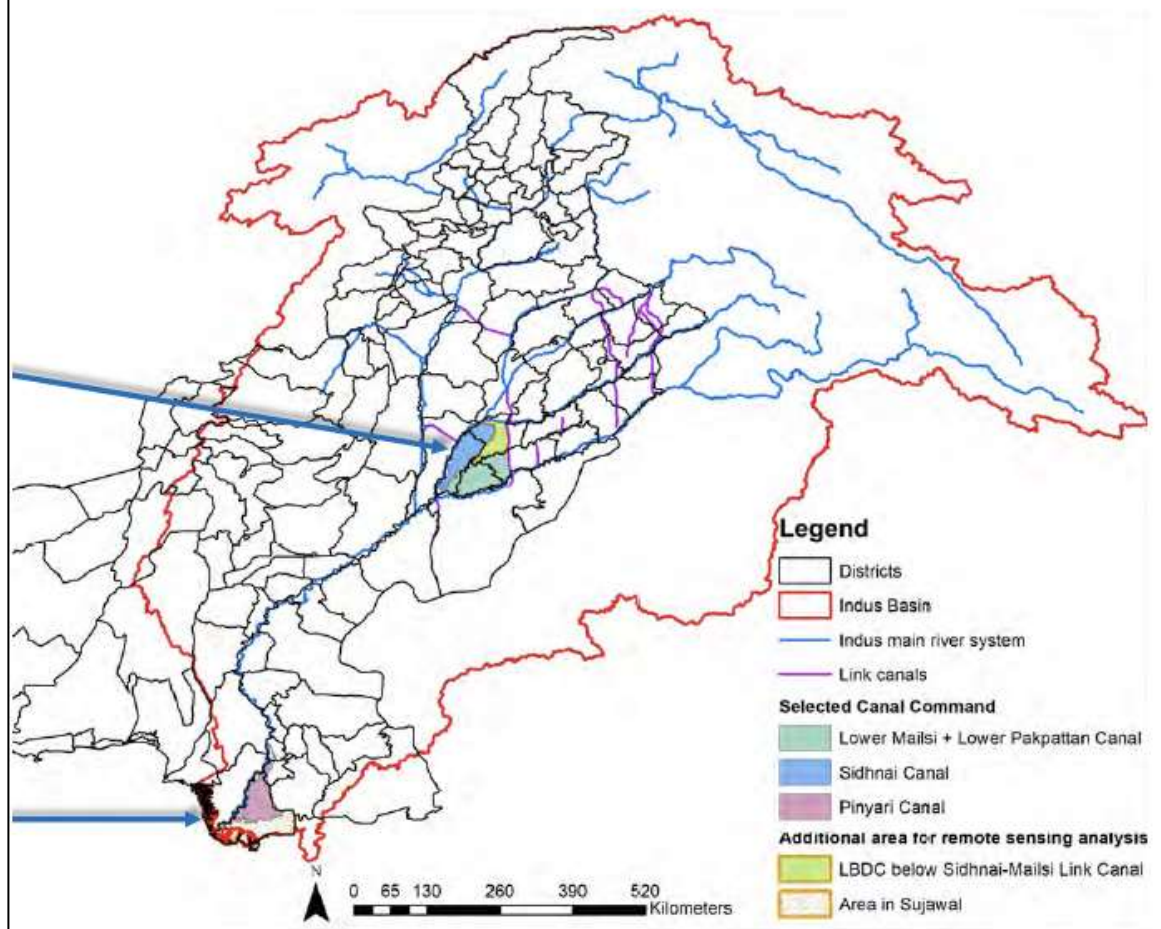 Legend
Districts
Indus Basin
Indus main river system
Link canals
Selected Canal Command
Lower Mailsi + Lower Pakpattan Canal
Sidhnai Canal
Pinyari Canal
Additional area for remote sensing analysis
LBDC below Sidhnai-Mailsi Link Canal
Area in Sujawal
N
0 65 130 260 390 520
Kilometers